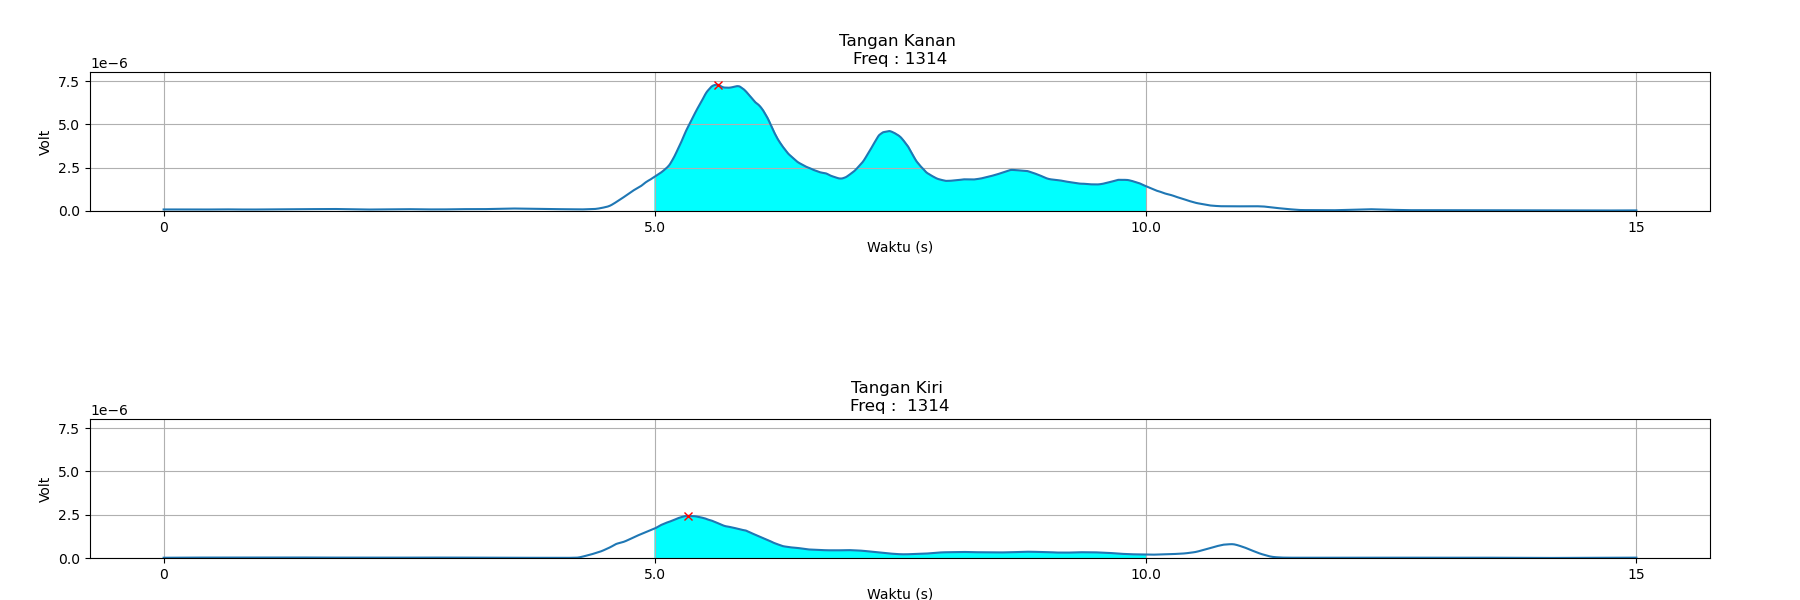 Tangan Kanan
Freq : 1314
1e−6
7.5
5.0
2.5
0.0
Volt
0 5.0 10.0 15
Waktu (s)
Tangan Kiri
Freq :  1314
1e−6
7.5
5.0
2.5
0.0
Volt
0 5.0 10.0 15
Waktu (s)